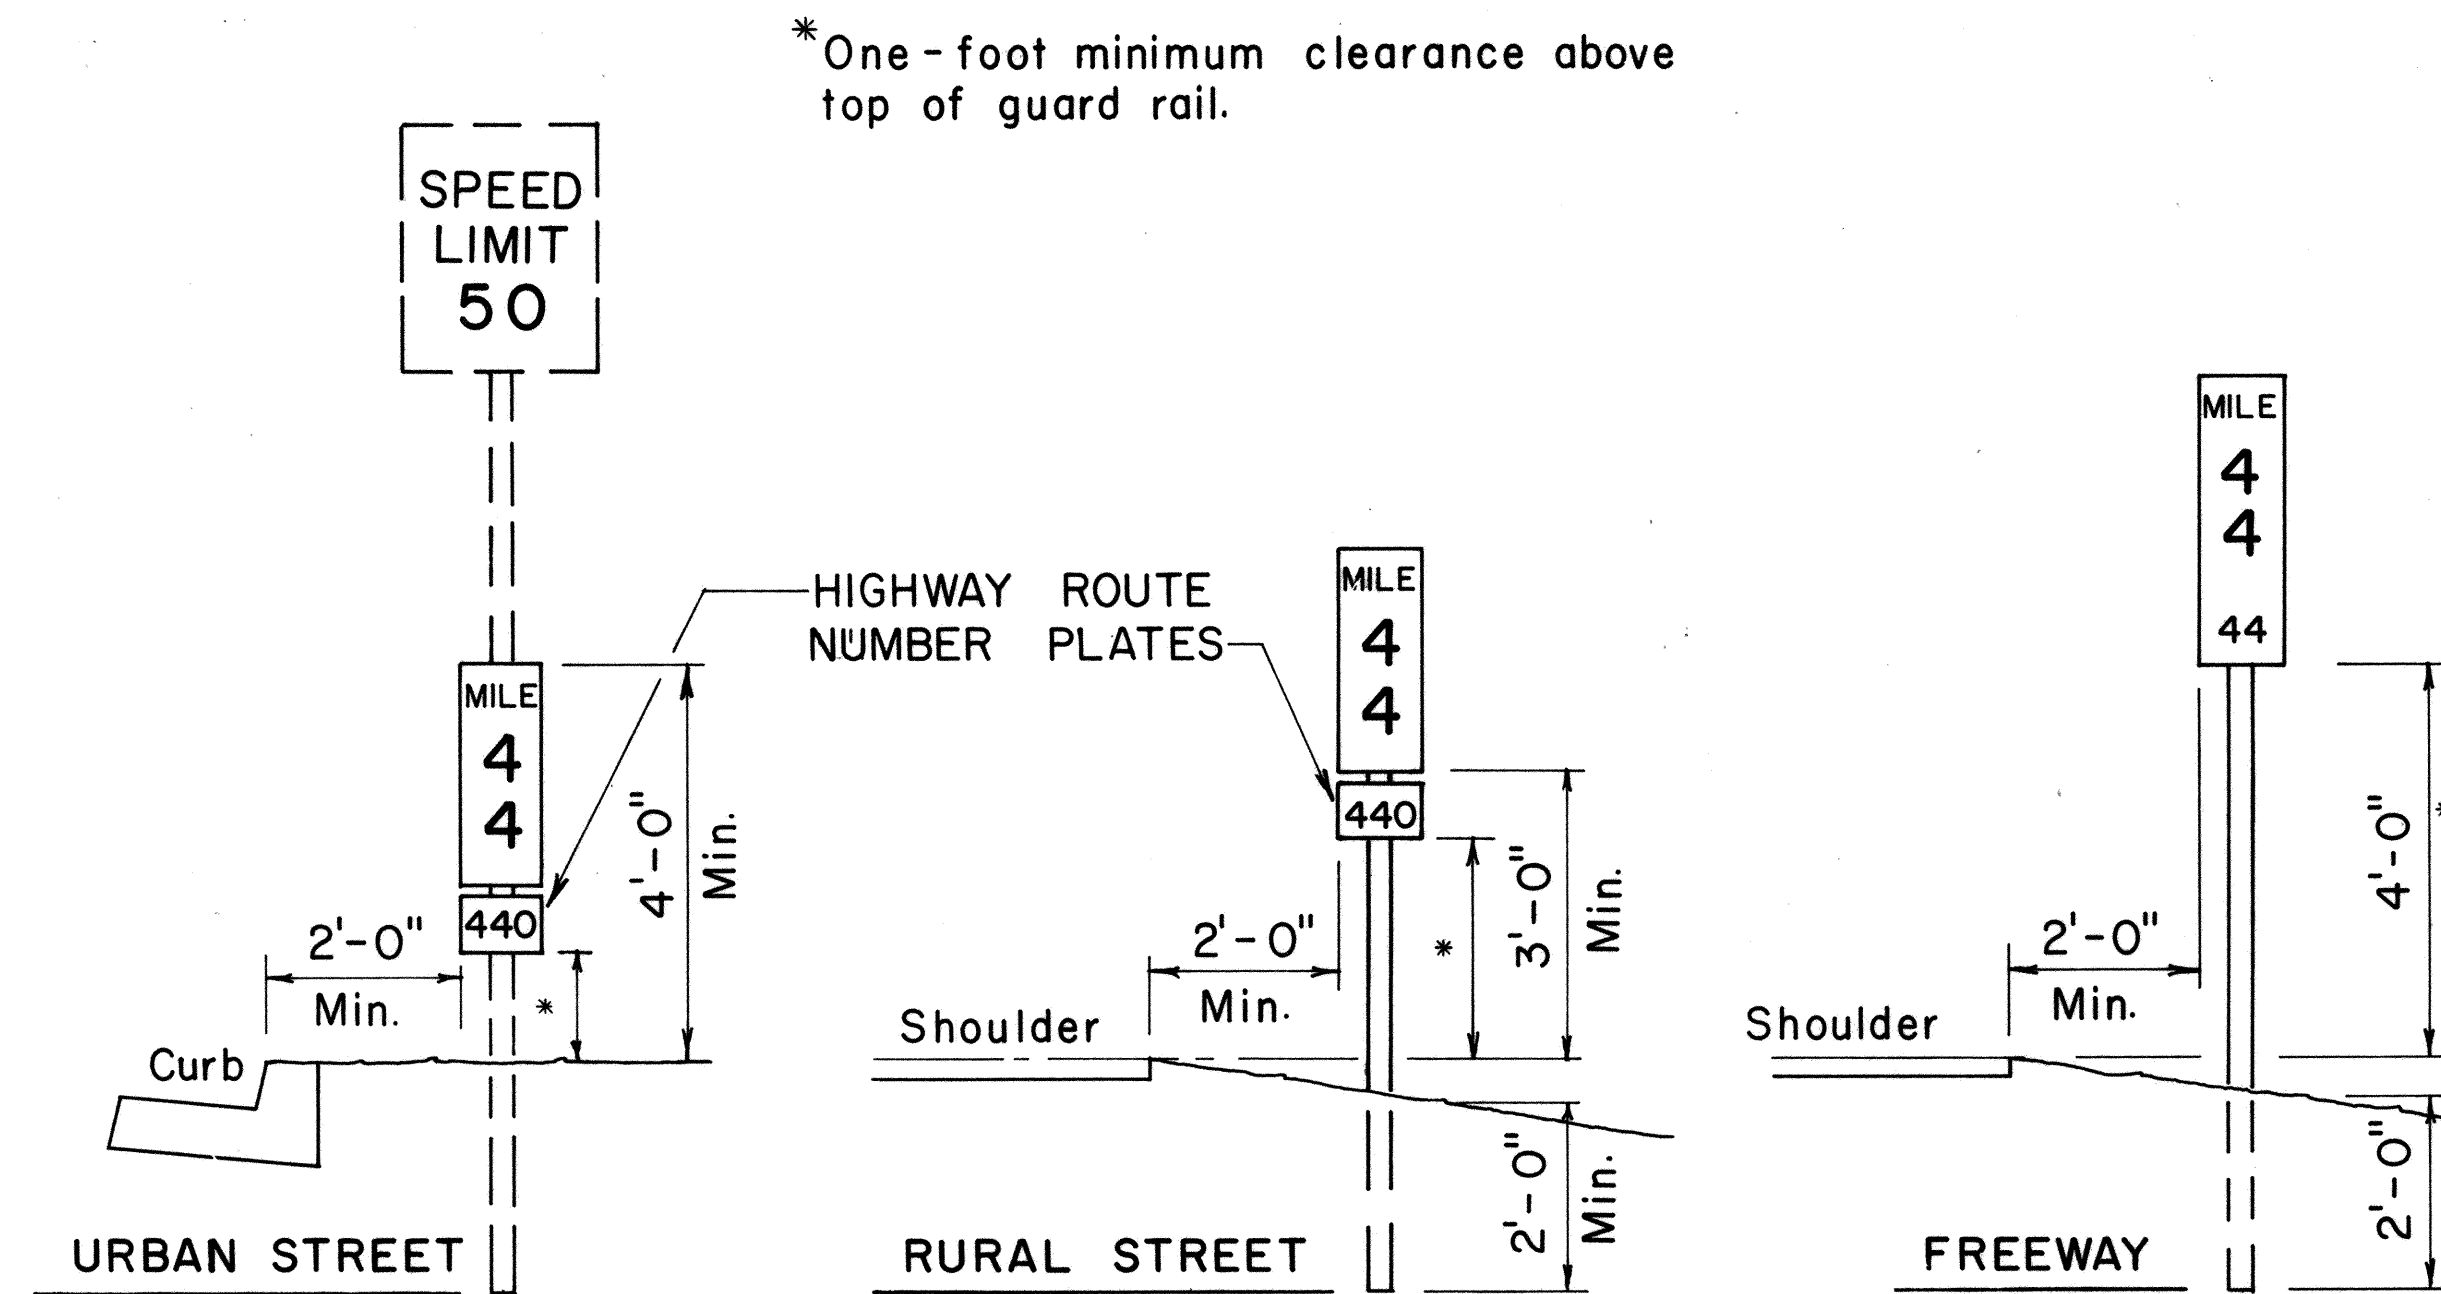 *One-foot minimum clearance above
top of guard rail.
SPEED
LIMIT
50
MILE
4
4
440
HIGHWAY ROUTE
NUMBER PLATES
4'-0"
Min.
2'-0"
Min.
*
Curb
URBAN STREET
MILE
4
4
440
3'-0"
Min.
*
2'-0"
Min.
Shoulder
2'-0"
Min.
RURAL STREET
MILE
4
4
44
4'-0"
2'-0"
Min.
Shoulder
2'-0"
FREEWAY